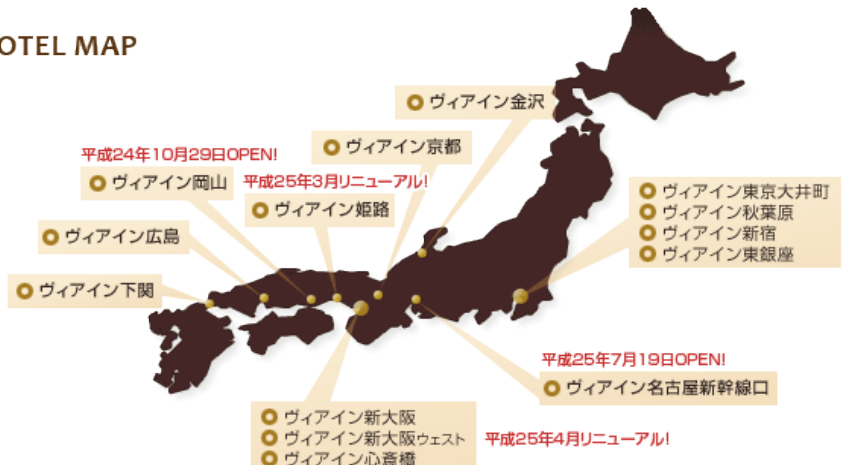 OTEL MAP
ヴィアイン金沢
ヴィアイン京都
平成24年10月29日OPEN!
ヴィアイン岡山
平成25年3月リニューアル!
ヴィアイン姫路
ヴィアイン広島
ヴィアイン下関
ヴィアイン東京大井町
ヴィアイン秋葉原
ヴィアイン新宿
ヴィアイン東銀座
平成25年7月19日OPEN!
ヴィアイン名古屋新幹線口
ヴィアイン新大阪
ヴィアイン新大阪ウェスト
平成25年4月リニューアル!
ヴィアイン心斎橋